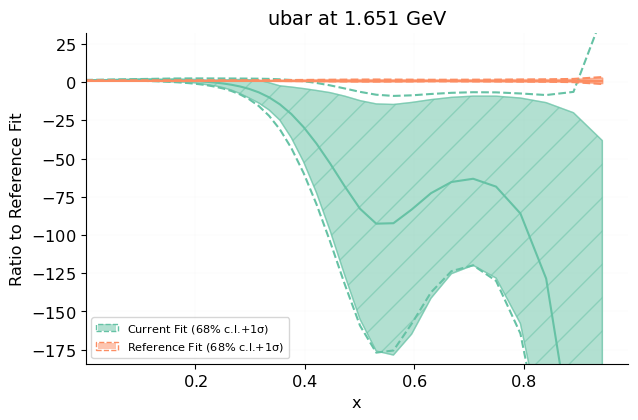 ubar at 1.651 GeV
Ratio to Reference Fit
25
0
−25
−50
−75
−100
−125
−150
−175
Current Fit (68% c.l.+1σ)
Reference Fit (68% c.l.+1σ)
0.2 0.4 0.6 0.8
x